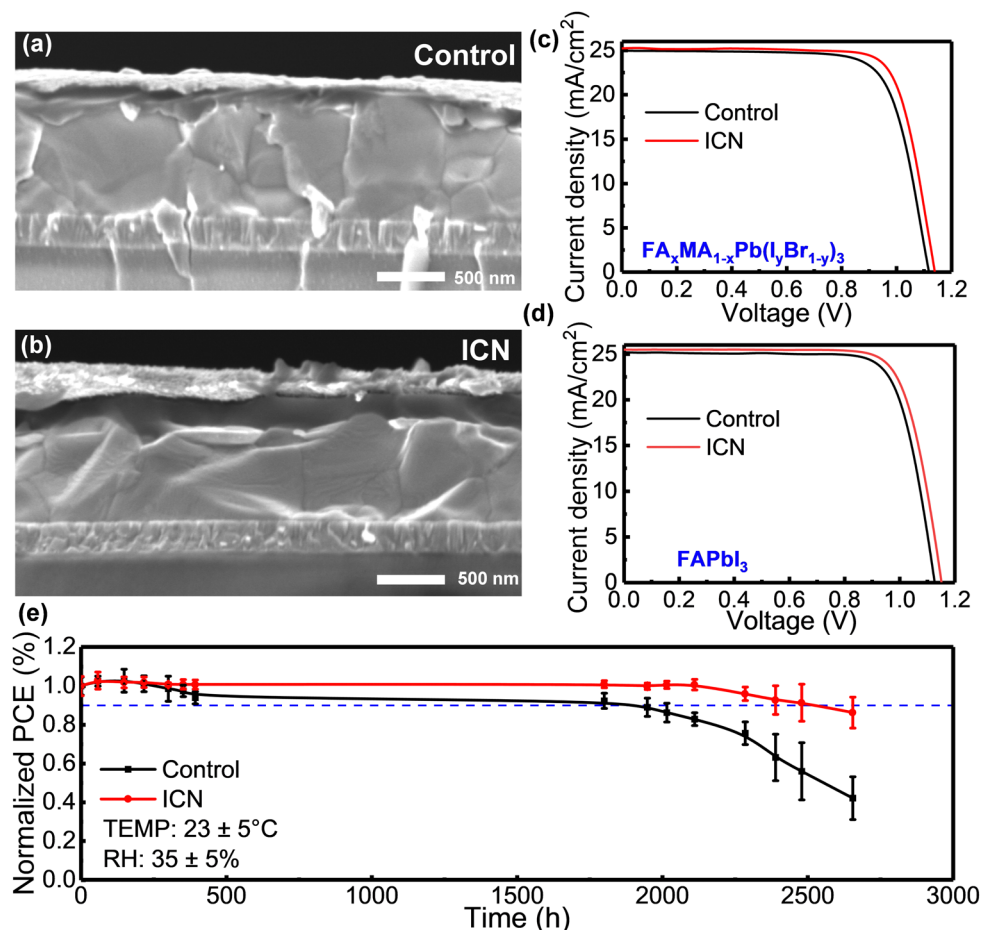 (a)
Control
500 nm
(b)
ICN
500 nm
(c)
Current density (mA/cm²)
25
20
15
10
5
0
Control
ICN
FAₓMA₁₋ₓPb(IᵧBr₁₋ᵧ)₃
0.0 0.2 0.4 0.6 0.8 1.0 1.2
Voltage (V)
(d)
Current density (mA/cm²)
25
20
15
10
5
0
Control
ICN
FAPbI₃
0.0 0.2 0.4 0.6 0.8 1.0 1.2
Voltage (V)
(e)
Normalized PCE (%)
1.2
1.0
0.8
0.6
0.4
0.2
0.0
Control
ICN
TEMP: 23 ± 5°C
RH: 35 ± 5%
0 500 1000 1500 2000 2500 3000
Time (h)